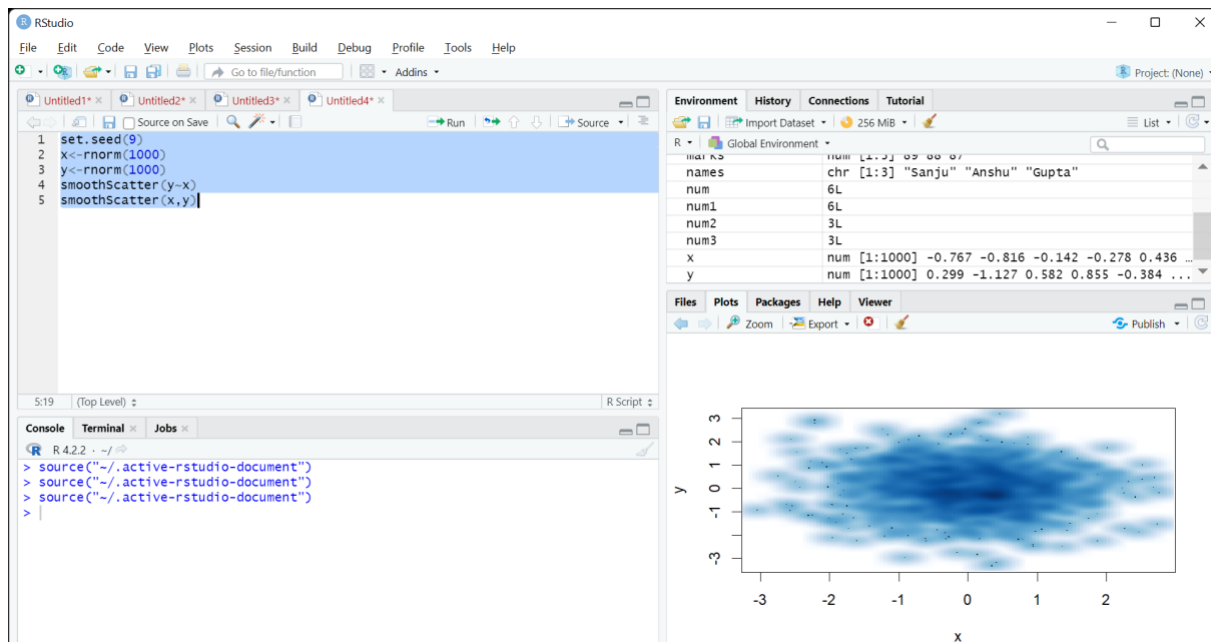 RStudio
File Edit Code View Plots Session Build Debug Profile Tools Help
Go to file/function Addins Project: (None)
Untitled1* Untitled2* Untitled3* Untitled4*
Source on Save Run Source
1 set.seed(9)
2 x<-rnorm(1000)
3 y<-rnorm(1000)
4 smoothScatter(y~x)
5 smoothScatter(x,y)
5:19 (Top Level) R Script
Console Terminal Jobs
R 4.2.2 · ~/
> source("~/.active-rstudio-document")
> source("~/.active-rstudio-document")
> source("~/.active-rstudio-document")
>
Environment History Connections Tutorial
Import Dataset 256 MiB List
R Global Environment
marks num [1:3] 89 88 87
names chr [1:3] "Sanju" "Anshu" "Gupta"
num 6L
num1 6L
num2 3L
num3 3L
x num [1:1000] -0.767 -0.816 -0.142 -0.278 0.436 ...
y num [1:1000] 0.299 -1.127 0.582 0.855 -0.384 ...
Files Plots Packages Help Viewer
Zoom Export Publish
3
2
1
0
-1
-3
y
-3 -2 -1 0 1 2
x